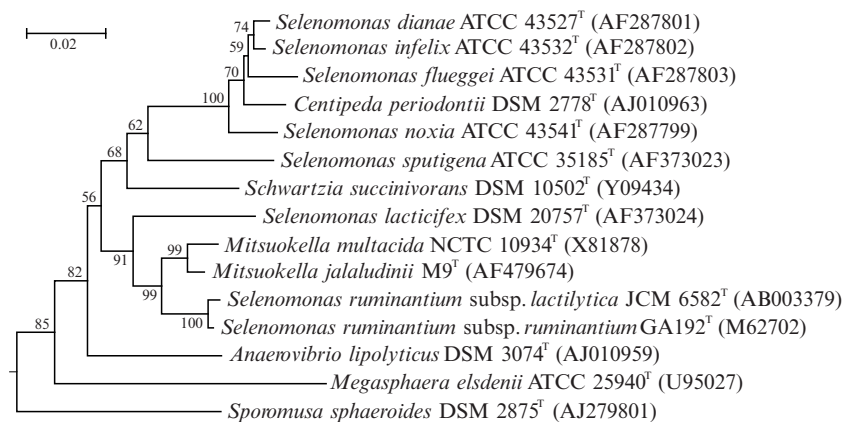 74 Selenomonas dianae ATCC 43527T (AF287801)
0.02
59 Selenomonas infelix ATCC 43532T (AF287802)
70 Selenomonas flueggei ATCC 43531T (AF287803)
100 Centipeda periodontii DSM 2778T (AJ010963)
62 Selenomonas noxia ATCC 43541T (AF287799)
68 Selenomonas sputigena ATCC 35185T (AF373023)
Schwartzia succinivorans DSM 10502T (Y09434)
56 Selenomonas lacticifex DSM 20757T (AF373024)
99 Mitsuokella multacida NCTC 10934T (X81878)
91 Mitsuokella jalaludinii M9T (AF479674)
82 99 Selenomonas ruminantium subsp. lactilytica JCM 6582T (AB003379)
85 100 Selenomonas ruminantium subsp. ruminantium GA192T (M62702)
Anaerovibrio lipolyticus DSM 3074T (AJ010959)
Megasphaera elsdenii ATCC 25940T (U95027)
Sporomusa sphaeroides DSM 2875T (AJ279801)